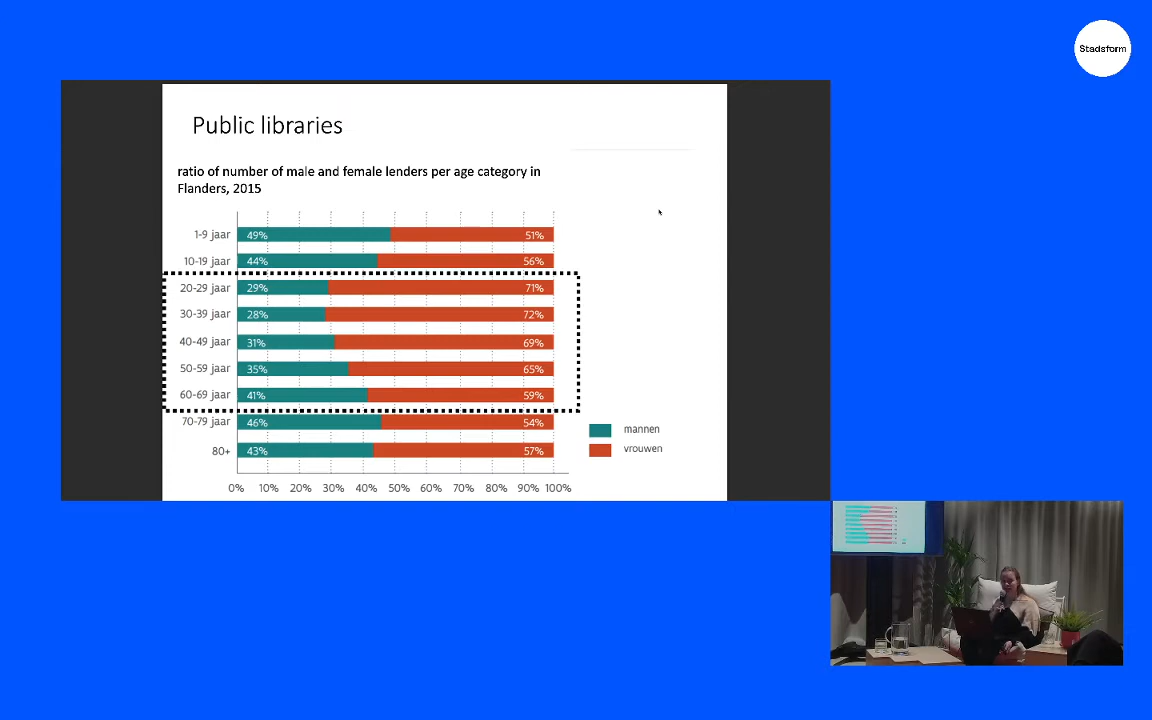 Stadsform
Public libraries
ratio of number of male and female lenders per age category in
Flanders, 2015
1-9 jaar 49% 51%
10-19 jaar 44% 56%
20-29 jaar 29% 71%
30-39 jaar 28% 72%
40-49 jaar 31% 69%
50-59 jaar 35% 65%
60-69 jaar 41% 59%
70-79 jaar 46% 54%
mannen
vrouwen
80+ 43% 57%
0% 10% 20% 30% 40% 50% 60% 70% 80% 90% 100%